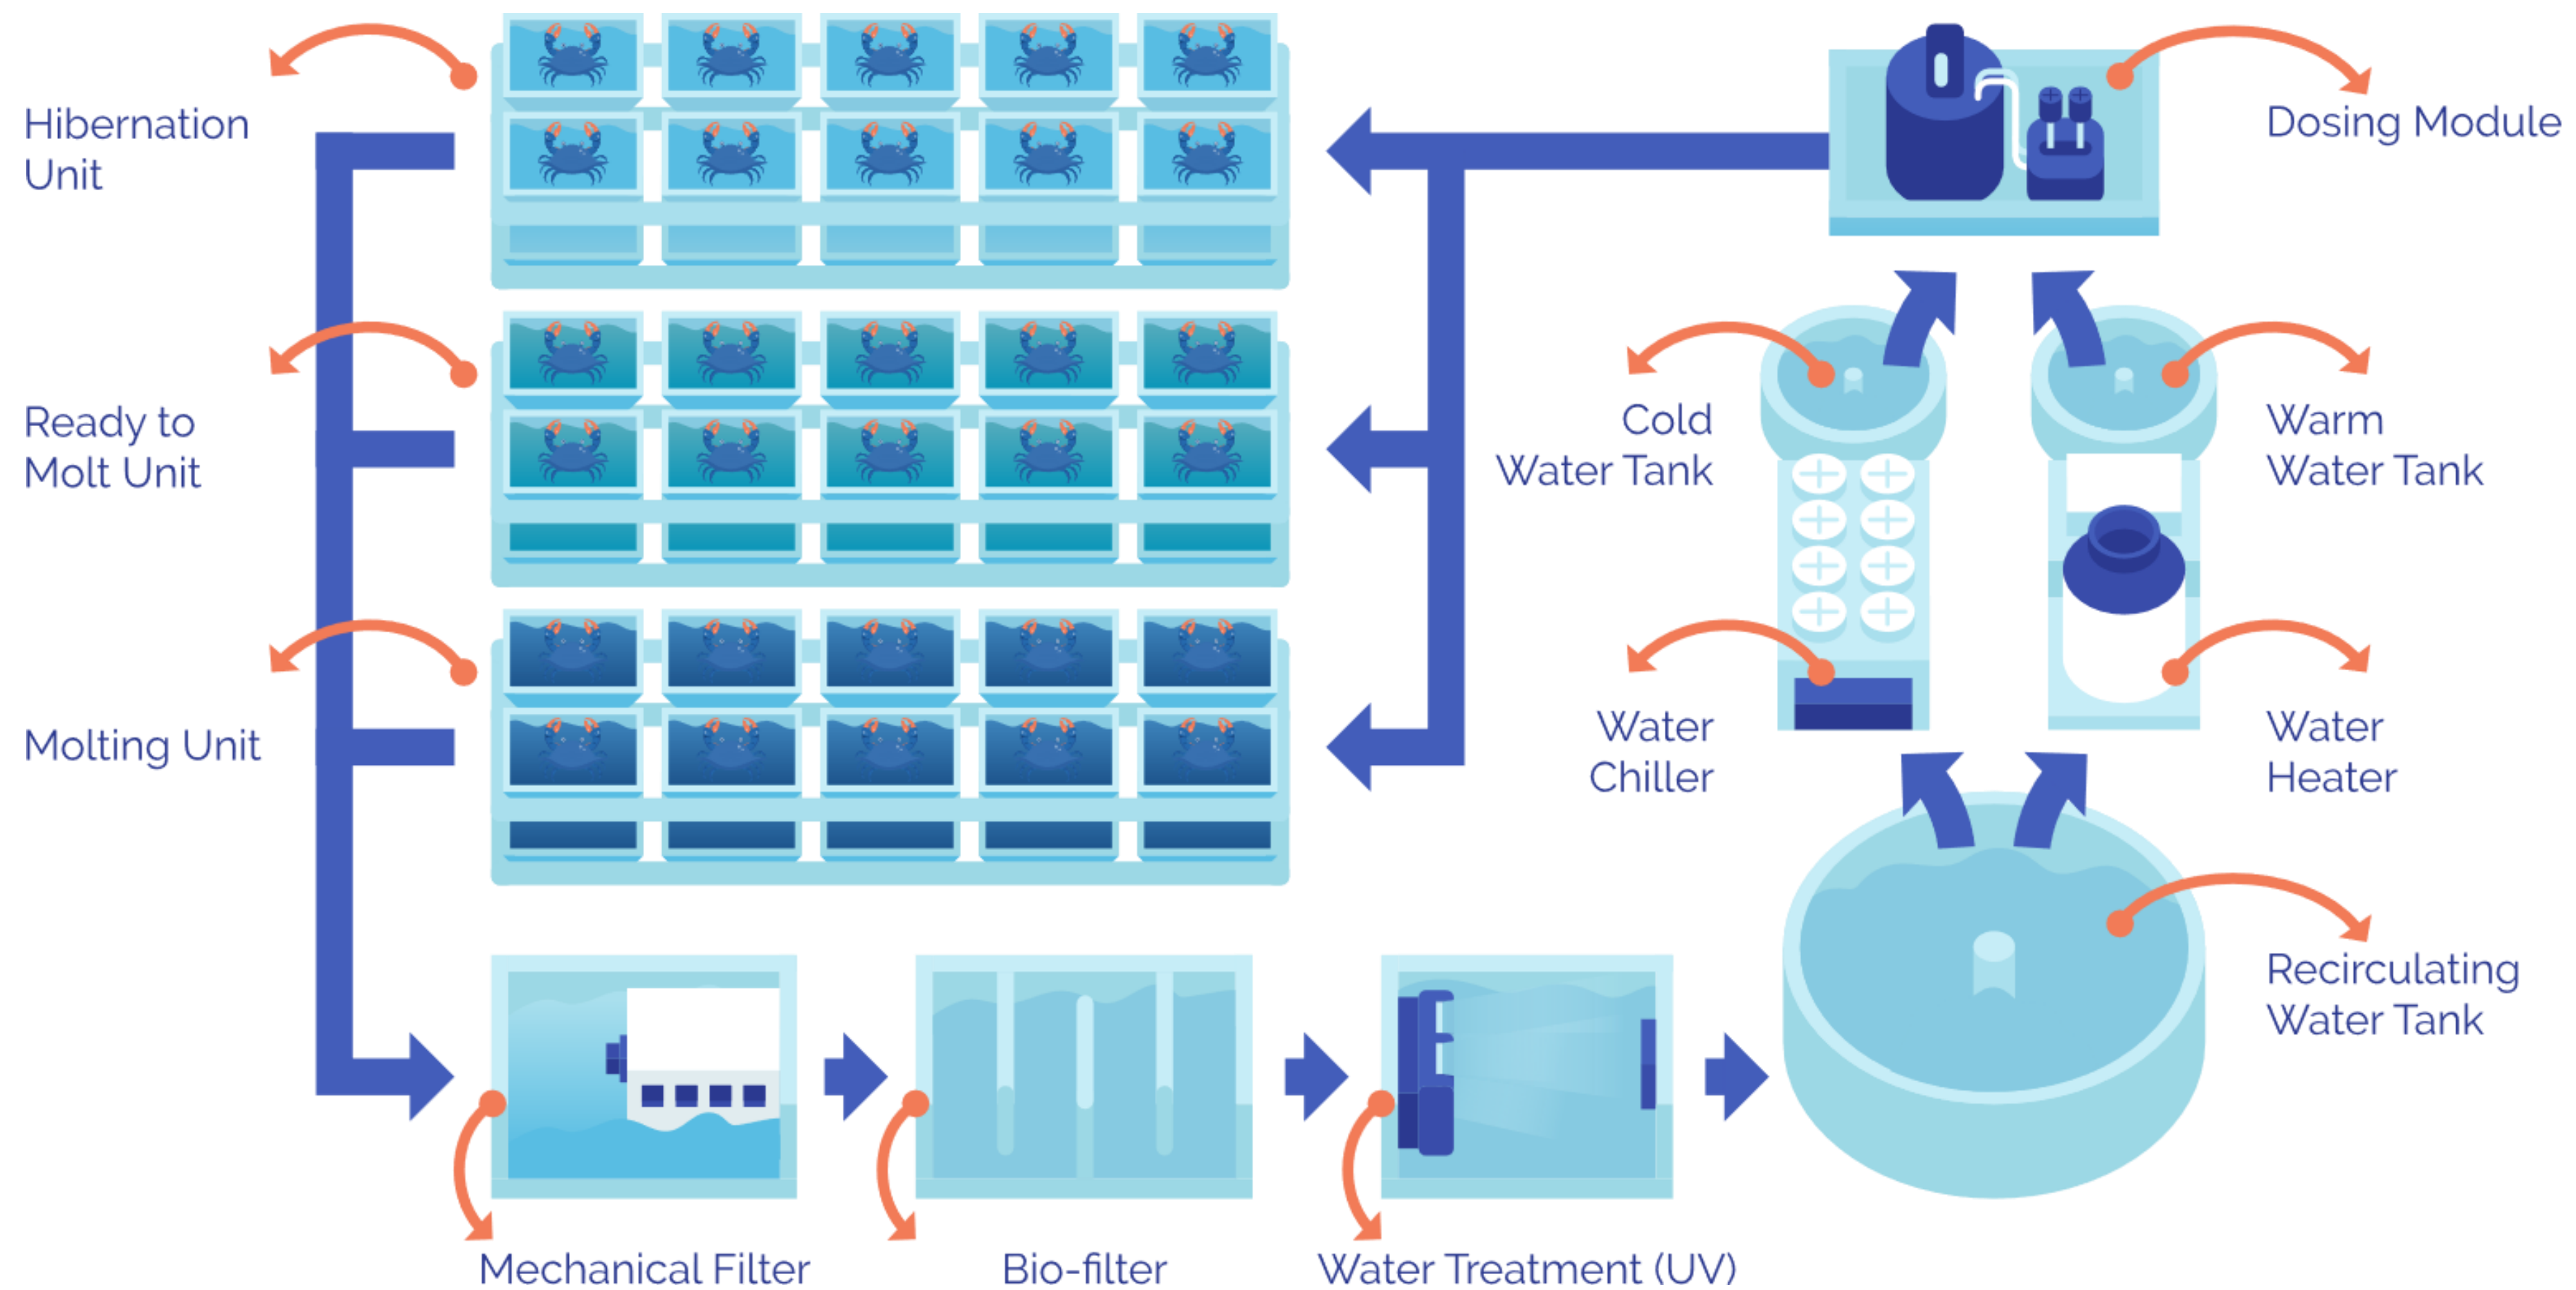 Hibernation
Unit
Dosing Module
Ready to
Molt Unit
Cold
Water Tank
Warm
Water Tank
Molting Unit
Water
Chiller
Water
Heater
Recirculating
Water Tank
Mechanical Filter
Bio-filter
Water Treatment (UV)